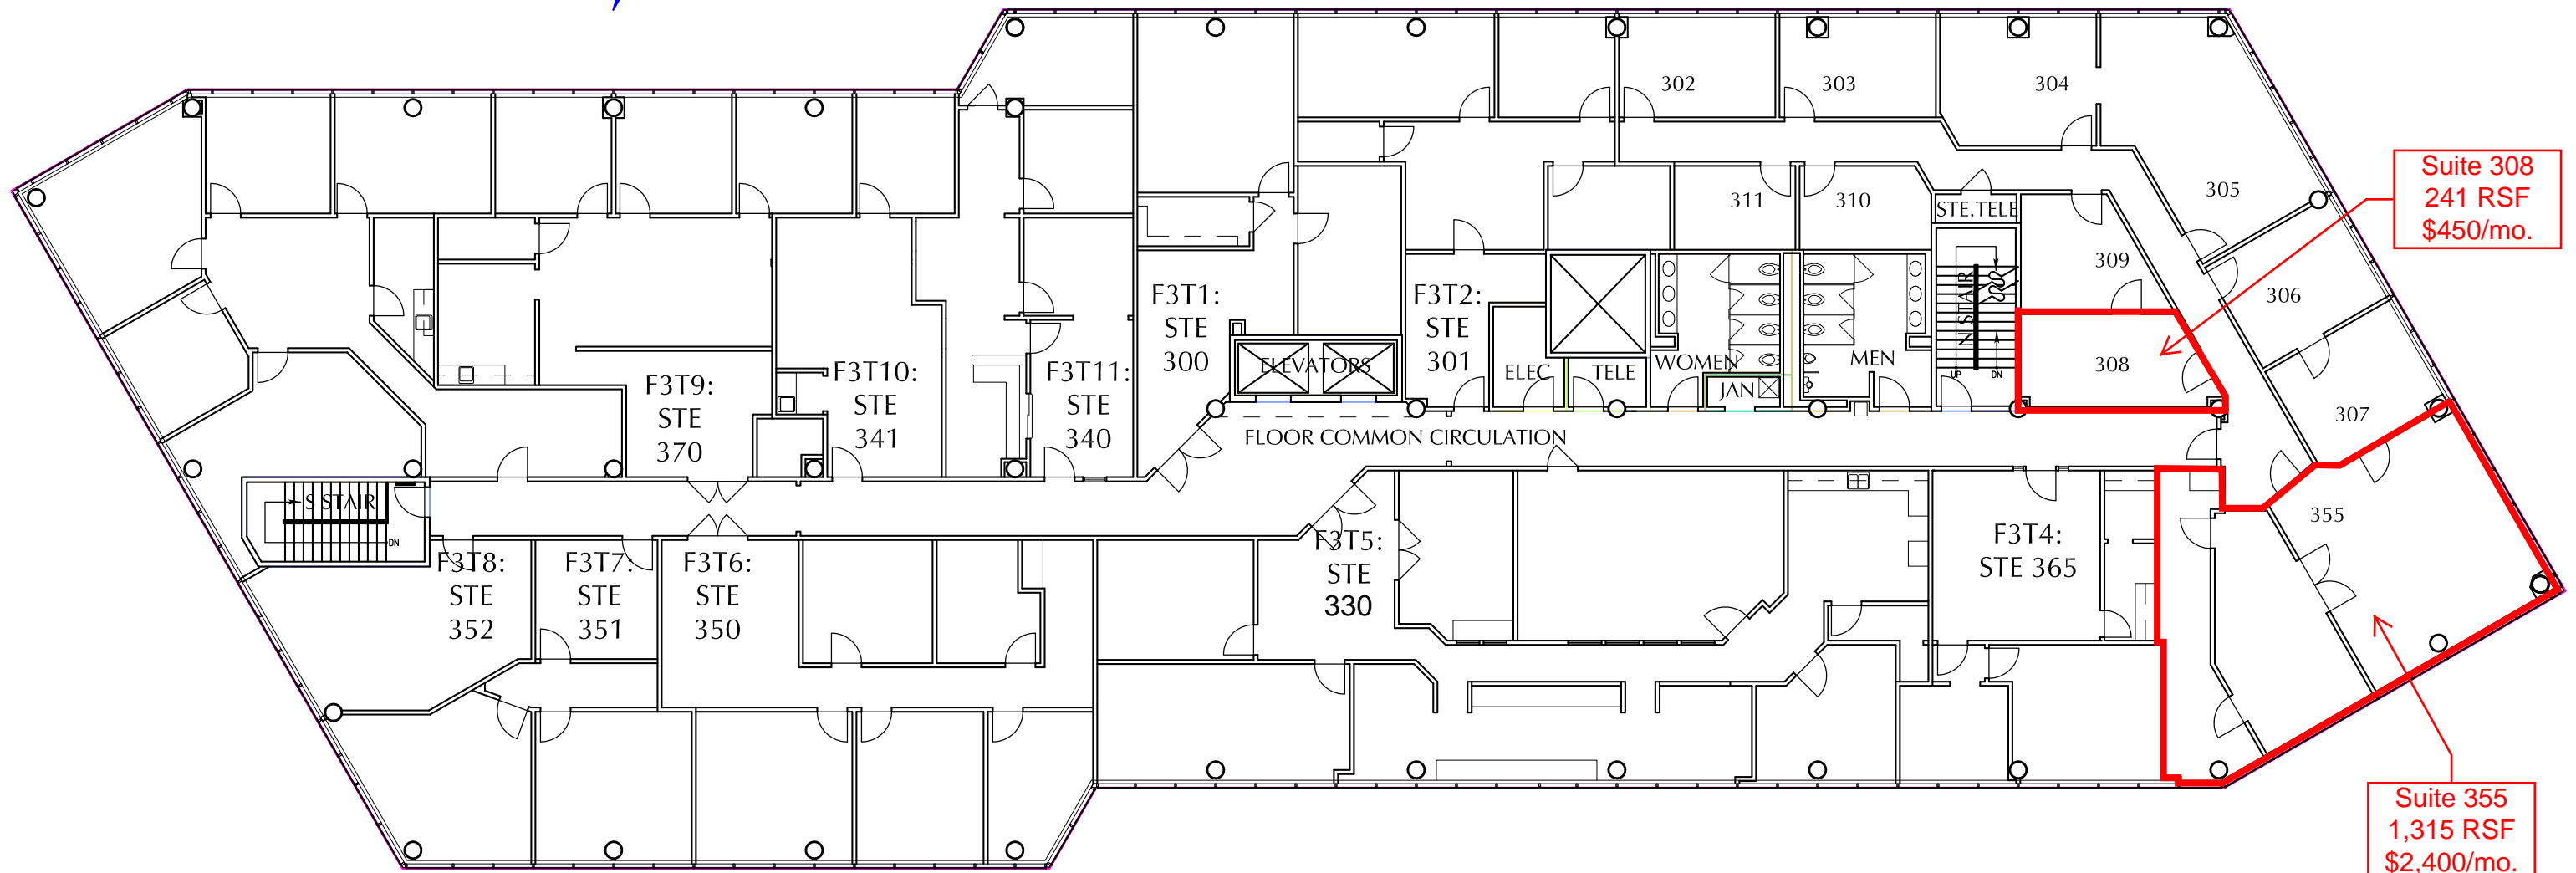 302
303
304
305
306
307
308
309
310
311
STE.TELE
Suite 308
241 RSF
$450/mo.
F3T1:
STE
300
F3T2:
STE
301
ELEVATORS
ELEC
TELE
WOMEN
JAN
MEN
N STAIR
UP
DN
F3T9:
STE
370
F3T10:
STE
341
F3T11:
STE
340
FLOOR COMMON CIRCULATION
S STAIR
DN
F3T8:
STE
352
F3T7:
STE
351
F3T6:
STE
350
F3T5:
STE
330
F3T4:
STE 365
355
Suite 355
1,315 RSF
$2,400/mo.